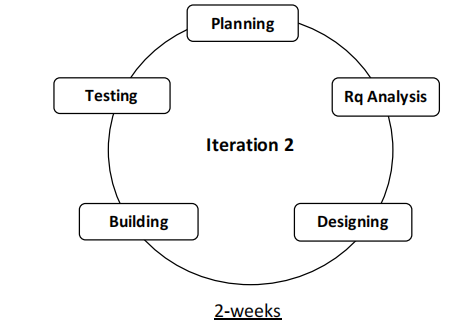 Planning
Testing
Rq Analysis
Iteration 2
Building
Designing
2-weeks